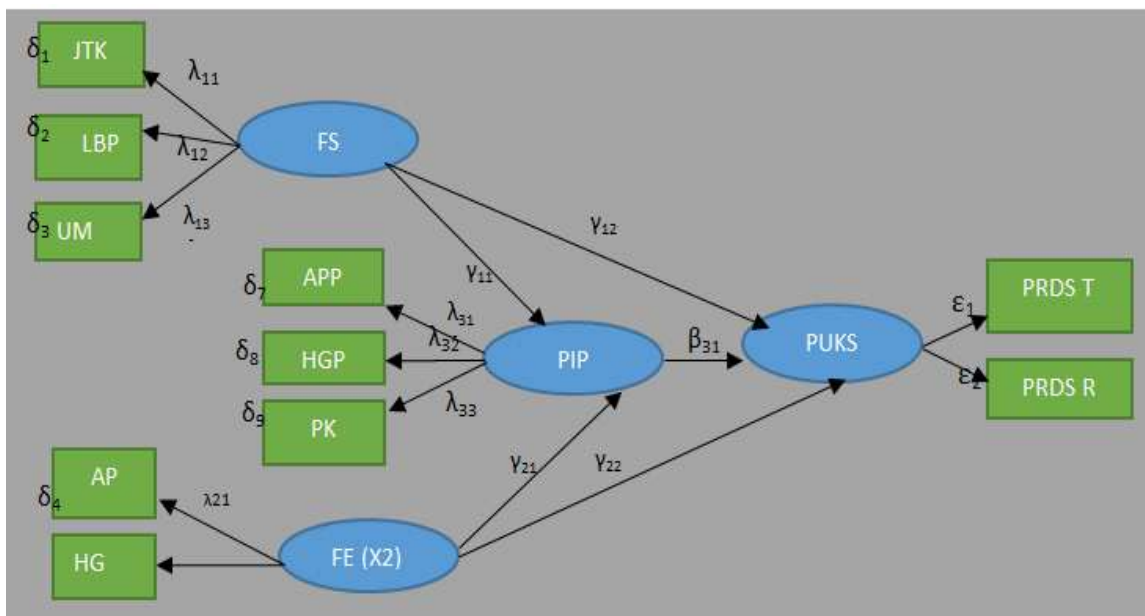 δ1 JTK
λ11
δ2 LBP
λ12
FS
δ3 UM
λ13
γ12
γ11
δ7 APP
λ31
λ32
δ8 HGP
PIP
β31
PUKS
ε1 PRDS T
ε2 PRDS R
λ33
δ9 PK
γ21
γ22
δ4 AP
λ21
HG
FE (X2)